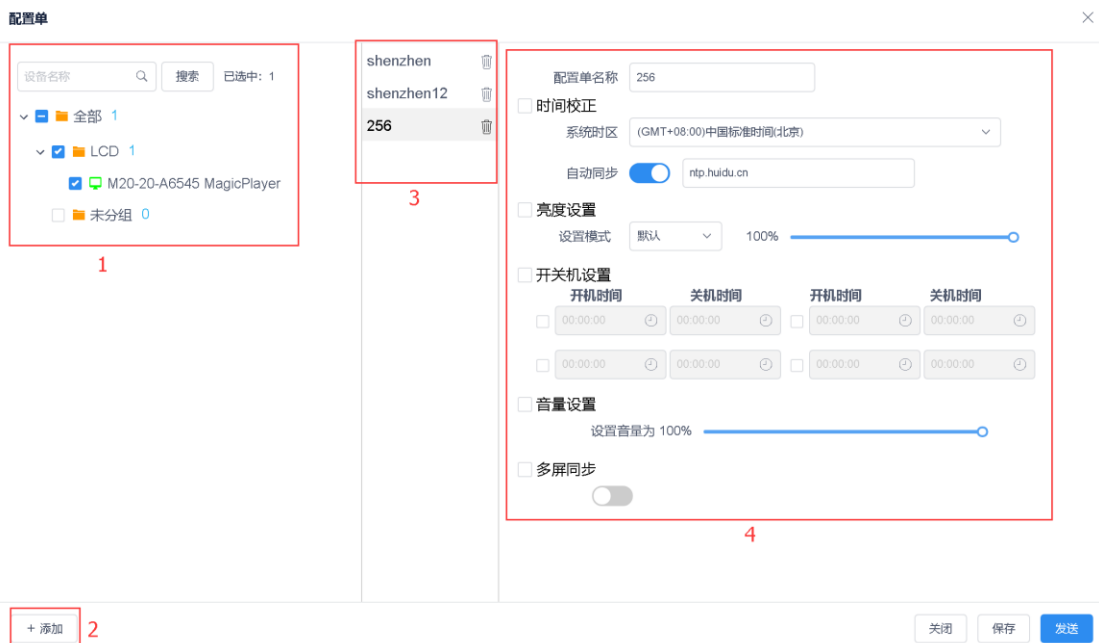 配置单
设备名称 搜索 已选中：1
全部 1
LCD 1
M20-20-A6545 MagicPlayer
未分组 0
1
+ 添加 2
shenzhen
shenzhen12
256
3
配置单名称 256
时间校正
系统时区 (GMT+08:00)中国标准时间(北京)
自动同步 ntp.huidu.cn
亮度设置
设置模式 默认 100%
开关机设置
开机时间 关机时间 开机时间 关机时间
00:00:00 00:00:00 00:00:00 00:00:00
00:00:00 00:00:00 00:00:00 00:00:00
音量设置
设置音量为 100%
多屏同步
4
关闭 保存 发送